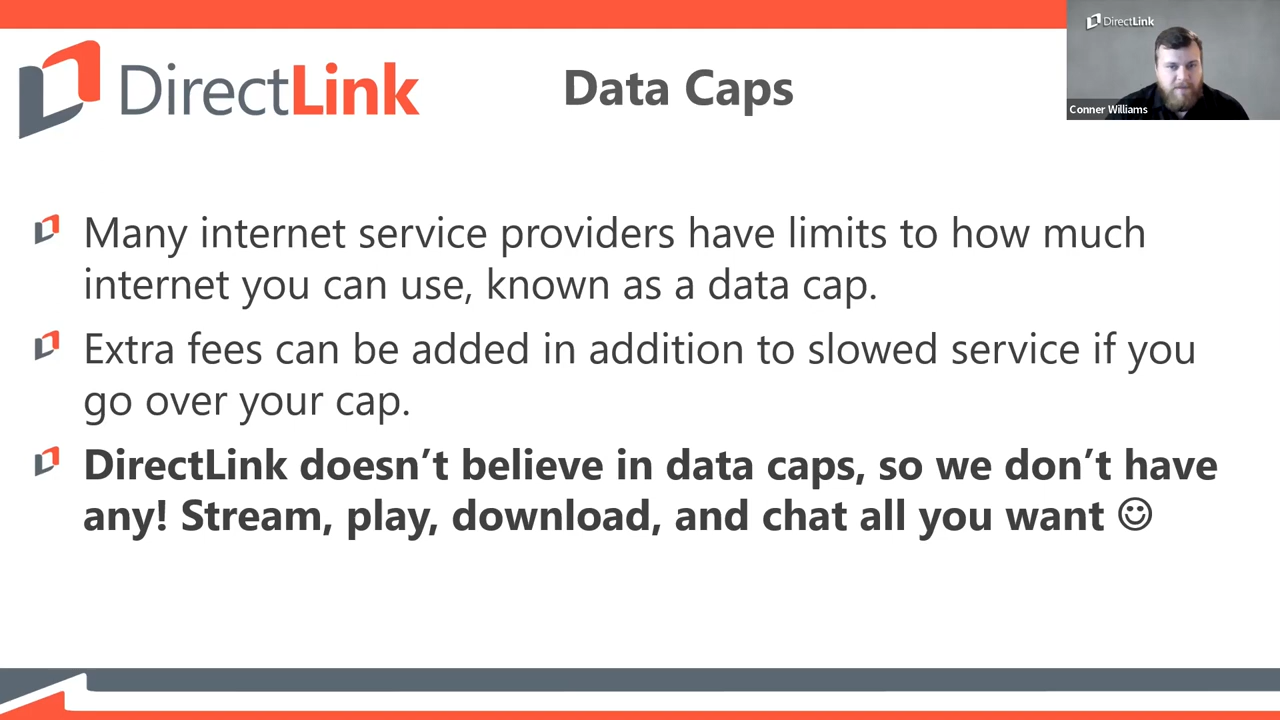 DirectLink
Data Caps
DirectLink
Conner Williams
Many internet service providers have limits to how much
internet you can use, known as a data cap.
Extra fees can be added in addition to slowed service if you
go over your cap.
DirectLink doesn’t believe in data caps, so we don’t have
any! Stream, play, download, and chat all you want ☺